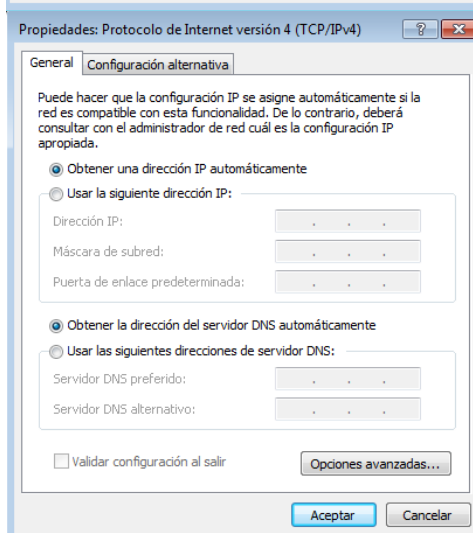 Propiedades: Protocolo de Internet versión 4 (TCP/IPv4)
General
Configuración alternativa
Puede hacer que la configuración IP se asigne automáticamente si la
red es compatible con esta funcionalidad. De lo contrario, deberá
consultar con el administrador de red cuál es la configuración IP
apropiada.
Obtener una dirección IP automáticamente
Usar la siguiente dirección IP:
Dirección IP:
Máscara de subred:
Puerta de enlace predeterminada:
Obtener la dirección del servidor DNS automáticamente
Usar las siguientes direcciones de servidor DNS:
Servidor DNS preferido:
Servidor DNS alternativo:
Validar configuración al salir
Opciones avanzadas...
Aceptar
Cancelar